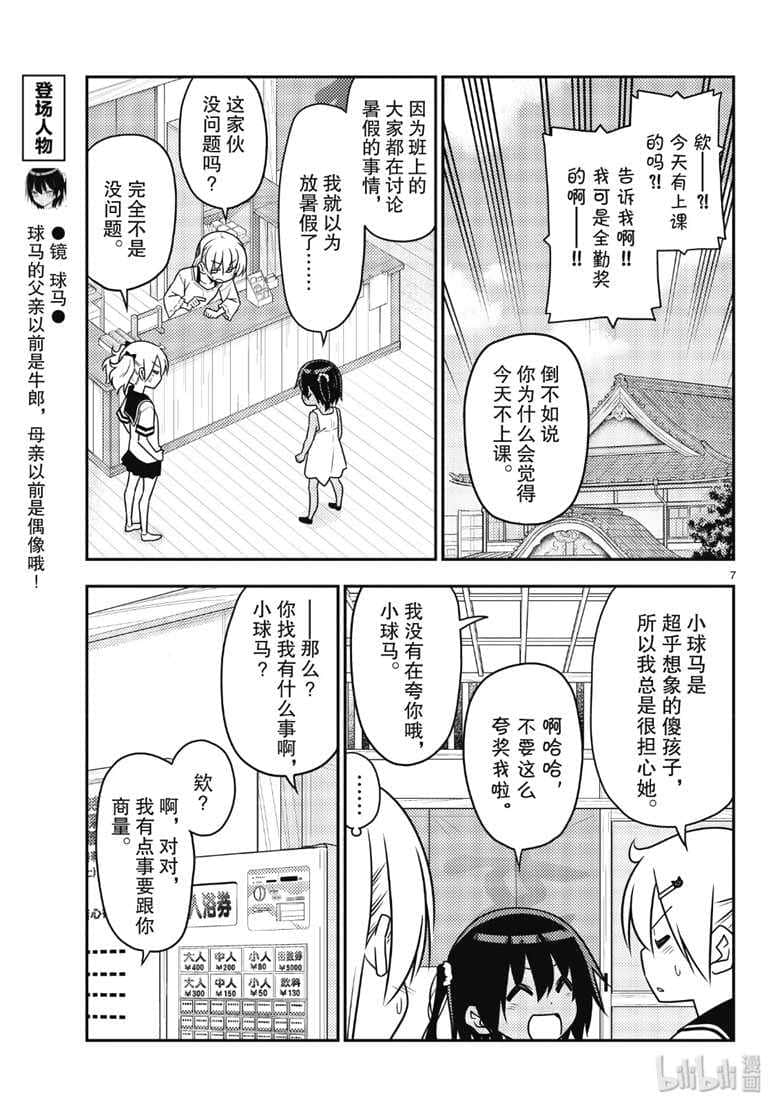 欸——?!
今天有上课
的吗?!
告诉我啊!!
我可是全勤奖
的啊——!!
倒不如说
你为什么会觉得
今天不上课。
因为班上的
大家都在讨论
暑假的事情，
我就以为
放暑假了……
这家伙
没问题吗？
完全不是
没问题。
登场人物
●镜 球马●
球马的父亲以前是牛郎，母亲以前是偶像哦！
7
小球马是
超乎想象的傻孩子，
所以我总是很担心她。
啊哈哈，
不要这么
夸奖我啦。
我没有在夸你哦，
小球马。
……
——那么？
你找我有什么事啊，
小球马？
欸？
啊，对对，
我有点事要跟你
商量。
入浴券
大人 ¥400
中人 ¥200
小人 ¥80
回数券 ¥5000
大人 ¥300
中人 ¥150
小人 ¥50
飲料 ¥130
bilibili
漫画